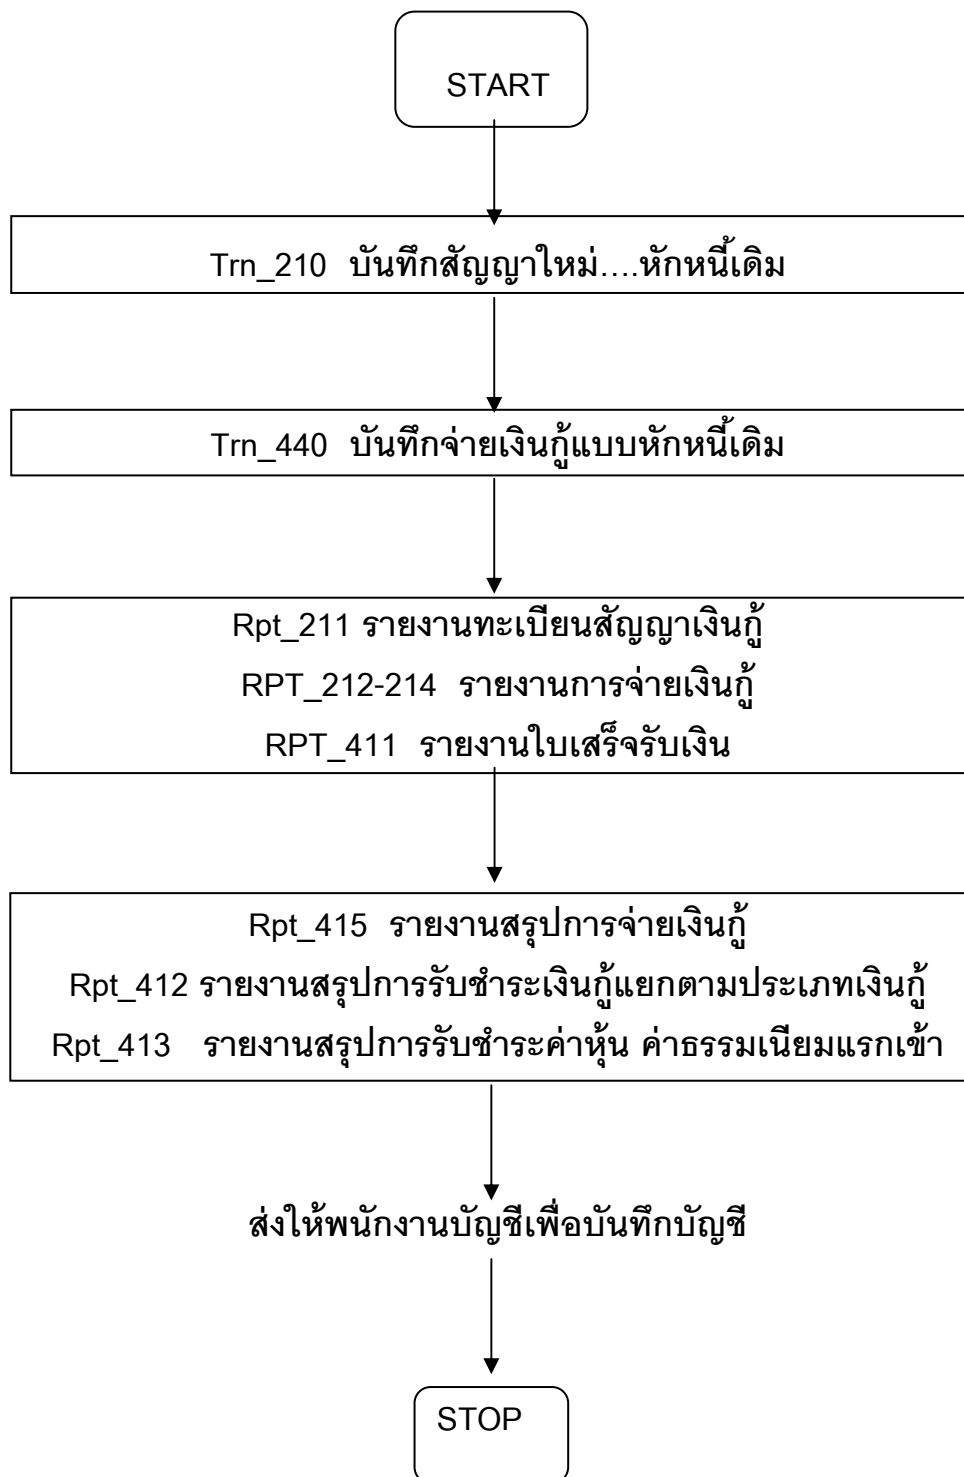 START
Trn_210 บันทึกสัญญาใหม่....หักหนี้เดิม
Trn_440 บันทึกจ่ายเงินกู้แบบหักหนี้เดิม
Rpt_211 รายงานทะเบียนสัญญาเงินกู้
RPT_212-214 รายงานการจ่ายเงินกู้
RPT_411 รายงานใบเสร็จรับเงิน
Rpt_415 รายงานสรุปการจ่ายเงินกู้
Rpt_412 รายงานสรุปการรับชำระเงินกู้แยกตามประเภทเงินกู้
Rpt_413 รายงานสรุปการรับชำระค่าหุ้น ค่าธรรมเนียมแรกเข้า
ส่งให้พนักงานบัญชีเพื่อบันทึกบัญชี
STOP